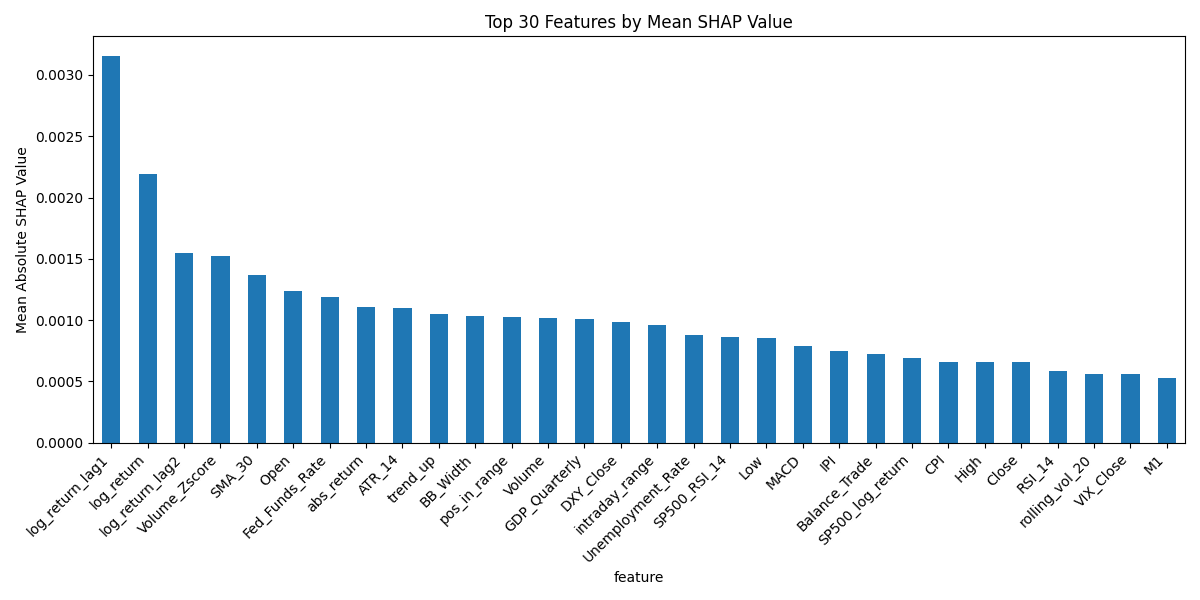 Top 30 Features by Mean SHAP Value
Mean Absolute SHAP Value
0.0030
0.0025
0.0020
0.0015
0.0010
0.0005
0.0000
log_return_lag1
log_return
log_return_lag2
Volume_Zscore
SMA_30
Open
Fed_Funds_Rate
abs_return
ATR_14
trend_up
BB_Width
pos_in_range
Volume
GDP_Quarterly
DXY_Close
intraday_range
Unemployment_Rate
SP500_RSI_14
Low
MACD
IPI
Balance_Trade
SP500_log_return
CPI
High
Close
RSI_14
rolling_vol_20
VIX_Close
M1
feature